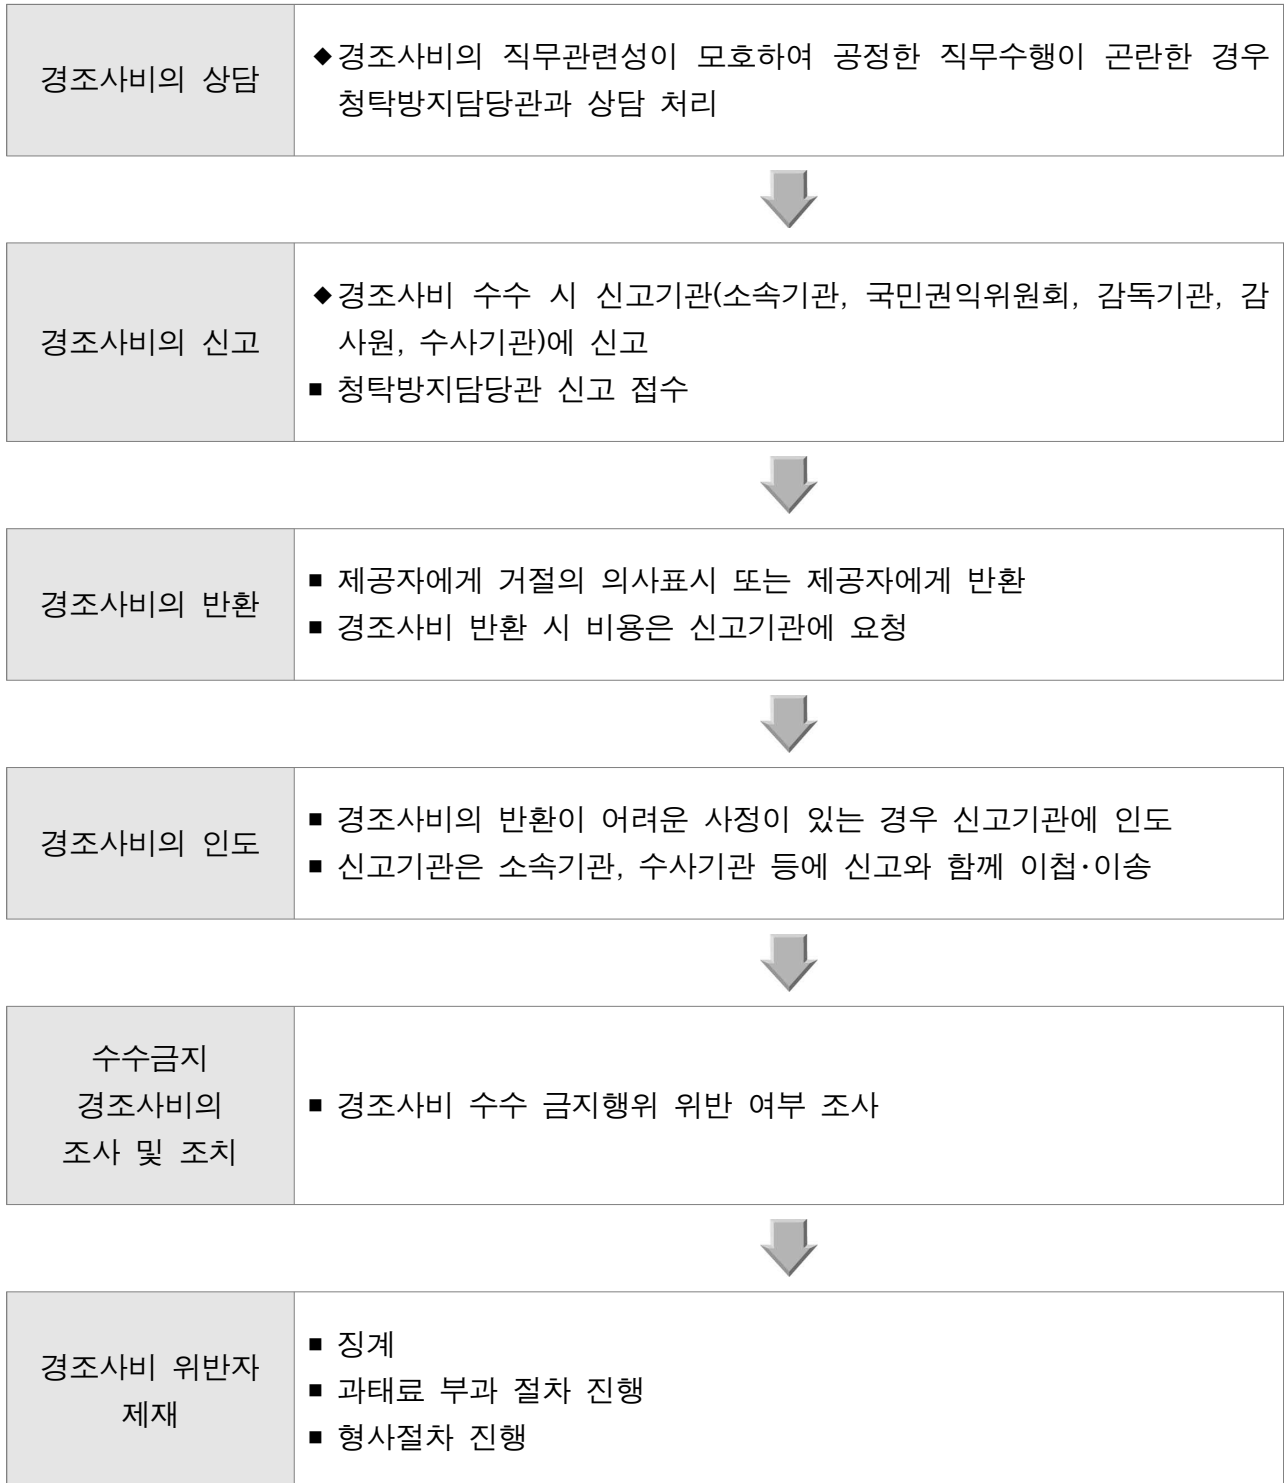 경조사비의 상담
◆경조사비의 직무관련성이 모호하여 공정한 직무수행이 곤란한 경우
청탁방지담당관과 상담 처리
경조사비의 신고
◆경조사비 수수 시 신고기관(소속기관, 국민권익위원회, 감독기관, 감
사원, 수사기관)에 신고
■ 청탁방지담당관 신고 접수
경조사비의 반환
■ 제공자에게 거절의 의사표시 또는 제공자에게 반환
■ 경조사비 반환 시 비용은 신고기관에 요청
경조사비의 인도
■ 경조사비의 반환이 어려운 사정이 있는 경우 신고기관에 인도
■ 신고기관은 소속기관, 수사기관 등에 신고와 함께 이첩·이송
수수금지
경조사비의
조사 및 조치
■ 경조사비 수수 금지행위 위반 여부 조사
경조사비 위반자
제재
■ 징계
■ 과태료 부과 절차 진행
■ 형사절차 진행